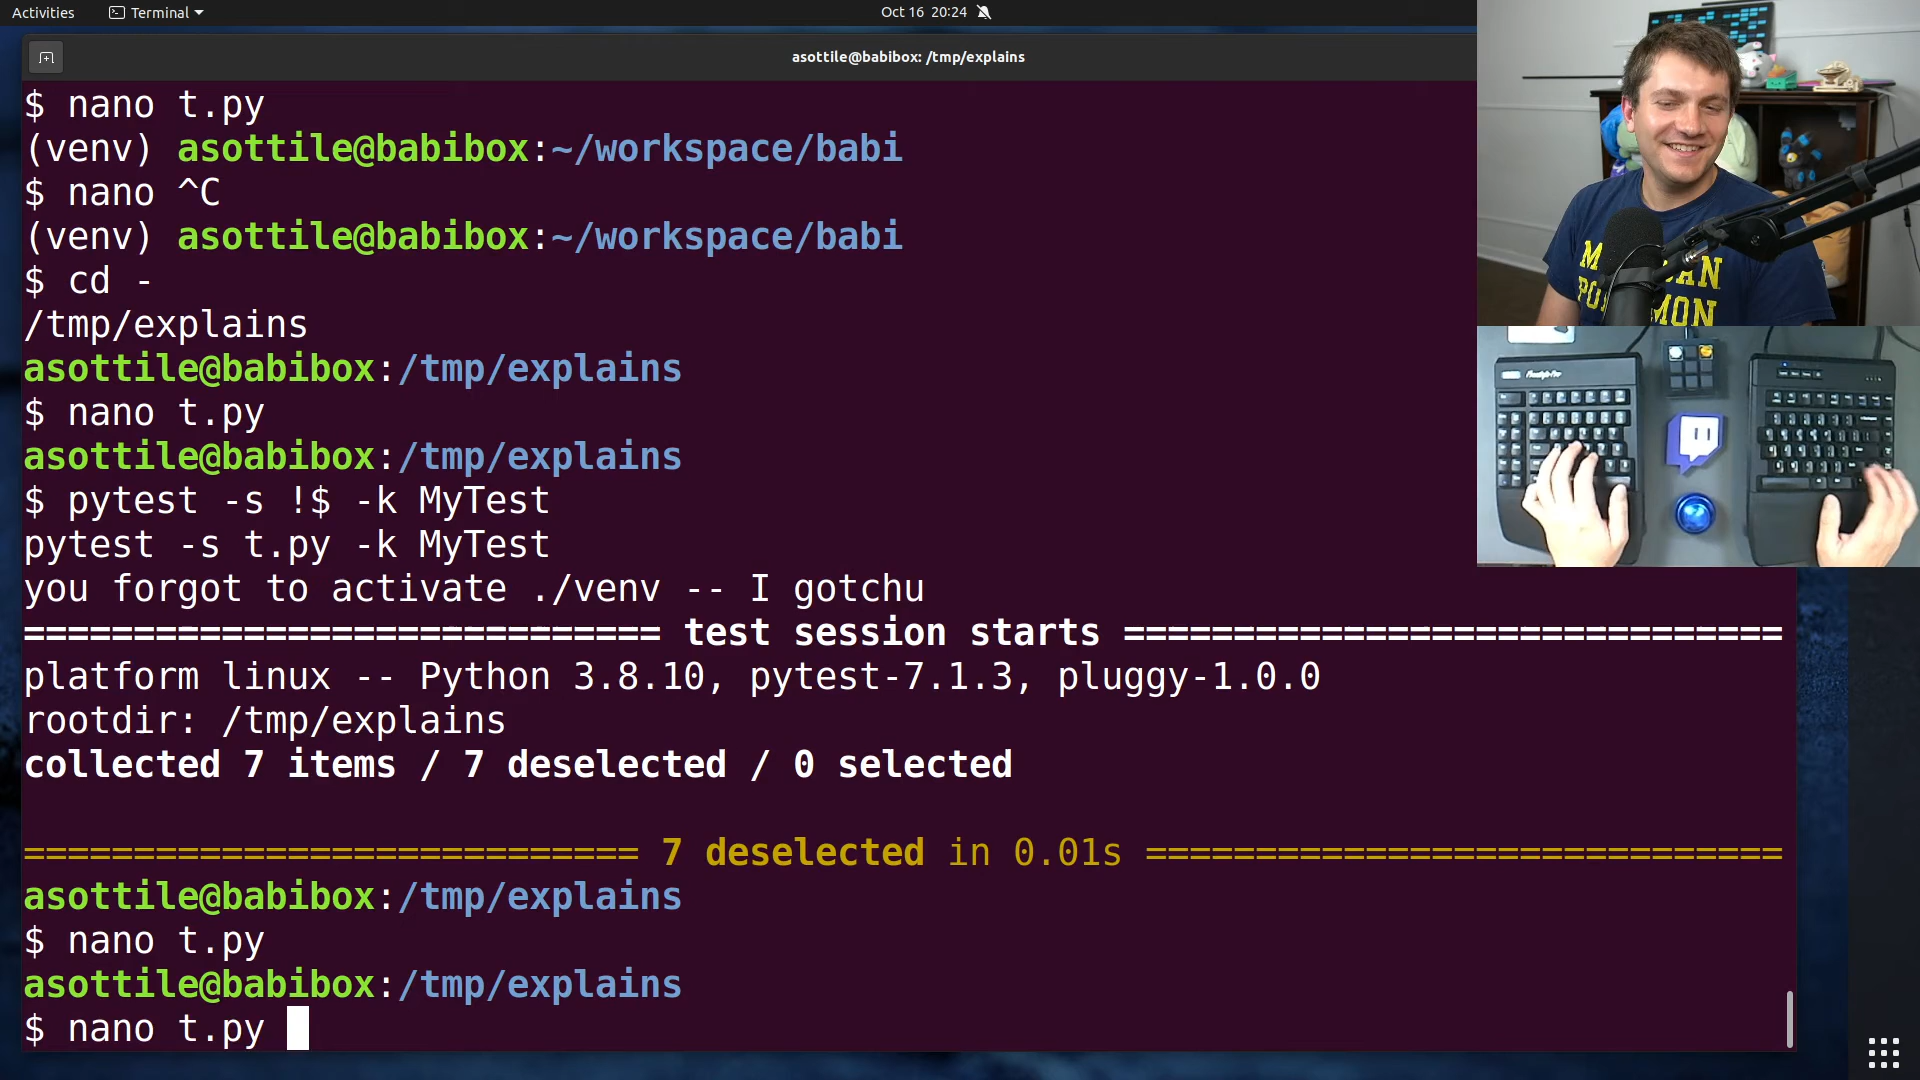 Activities Terminal Oct 16 20:24
asottile@babibox: /tmp/explains
$ nano t.py
(venv) asottile@babibox:~/workspace/babi
$ nano ^C
(venv) asottile@babibox:~/workspace/babi
$ cd -
/tmp/explains
asottile@babibox:/tmp/explains
$ nano t.py
asottile@babibox:/tmp/explains
$ pytest -s !$ -k MyTest
pytest -s t.py -k MyTest
you forgot to activate ./venv -- I gotchu
============================= test session starts ==============================
platform linux -- Python 3.8.10, pytest-7.1.3, pluggy-1.0.0
rootdir: /tmp/explains
collected 7 items / 7 deselected / 0 selected
============================ 7 deselected in 0.01s =============================
asottile@babibox:/tmp/explains
$ nano t.py
asottile@babibox:/tmp/explains
$ nano t.py